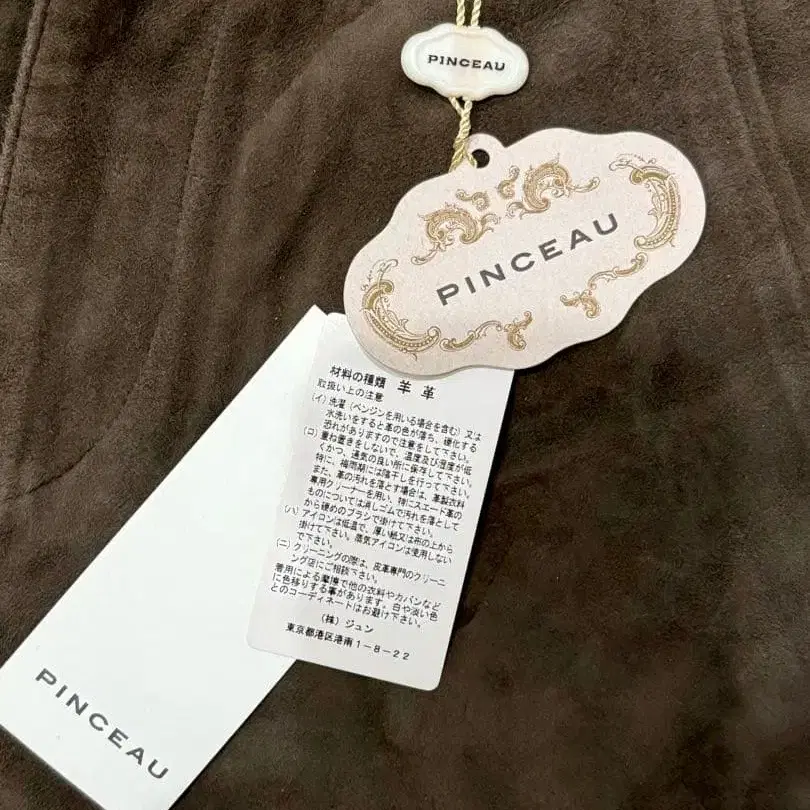 PINCEAU
PINCEAU
材料の種類 羊革
取扱い上の注意
(イ) 洗濯 (ベンジンを用いる場合を含む) 又は
水洗いをすると革の色が落ち、硬化する
恐れがありますので注意をして下さい。
(ロ) 重ね置きをしないで、温度及び湿度が低
くかつ、通気の良い所に保存して下さい。
特に、梅雨期には陰干しを行って下さい。
また、革の汚れを落とす場合は、革製衣料
専用クリーナーを用い、特にスエード革の
ものについては消しゴムで汚れを落として
から硬めのブラシで掛けて下さい。
(ハ) アイロンは低温で、厚い紙又は布の上から
掛けて下さい。蒸気アイロンは使用しない
で下さい。
(ニ) クリーニングの際は、皮革専門のクリーニ
ング店にご相談下さい。
着用による摩擦で他の衣料やカバンなど
に色移りする事があります。白や淡い色
とのコーディネートはお避け下さい。
(株) ジュン
東京都港区港南1-8-22
PINCEAU